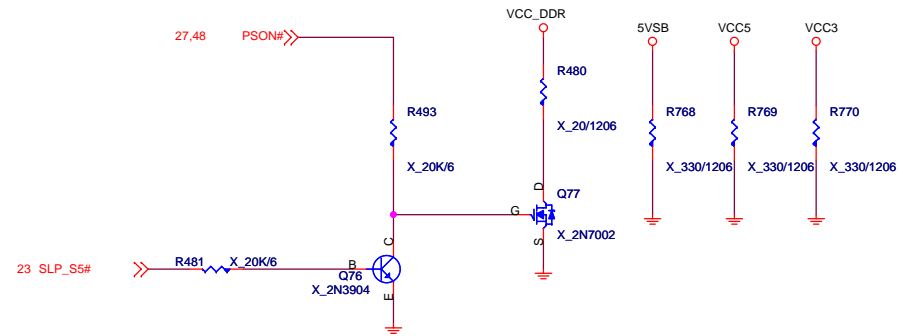 VCC_DDR
5VSB
VCC5
VCC3
27,48
PSON#
R480
R493
R768
R769
R770
X_20/1206
X_20K/6
X_330/1206
X_330/1206
X_330/1206
D
Q77
G
X_2N7002
S
C
23 SLP_S5#
R481
X_20K/6
B
Q76
X_2N3904
E